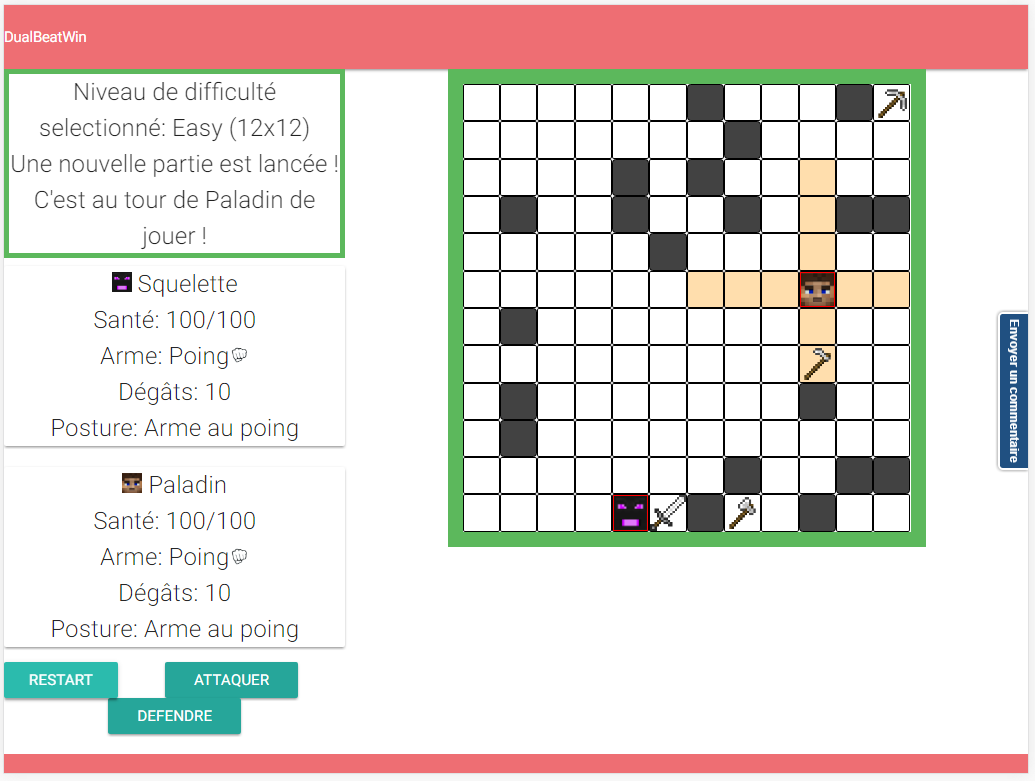 DualBeatWin
Niveau de difficulté
selectionné: Easy (12x12)
Une nouvelle partie est lancée !
C'est au tour de Paladin de
jouer !
Squelette
Santé: 100/100
Arme: Poing
Dégâts: 10
Posture: Arme au poing
Paladin
Santé: 100/100
Arme: Poing
Dégâts: 10
Posture: Arme au poing
RESTART
ATTAQUER
DEFENDRE
Envoyer un commentaire